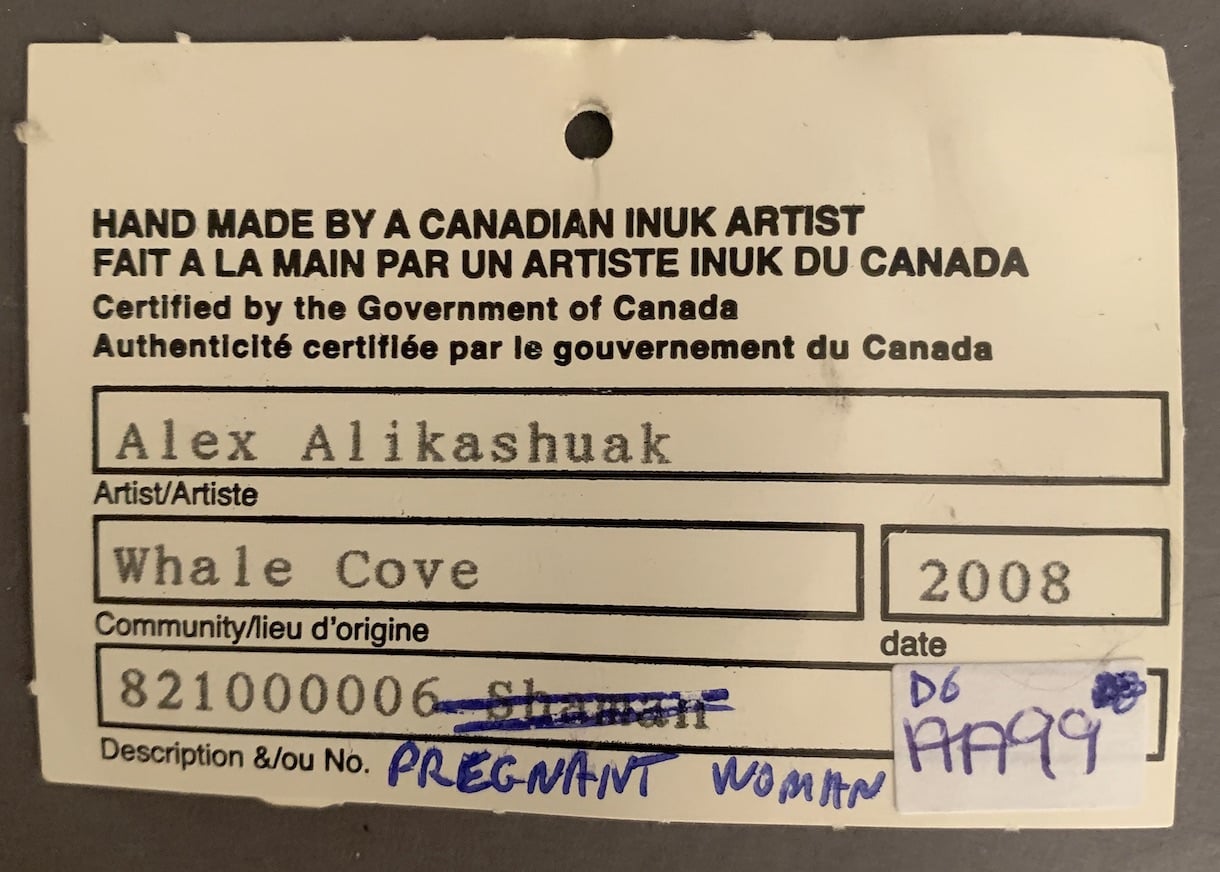 HAND MADE BY A CANADIAN INUK ARTIST
FAIT A LA MAIN PAR UN ARTISTE INUK DU CANADA
Certified by the Government of Canada
Authenticité certifiée par le gouvernement du Canada
Alex Alikashuak
Artist/Artiste
Whale Cove
2008
Community/lieu d'origine
date
821000006 Shaman
D6
AA99
Description &/ou No. PREGNANT WOMAN